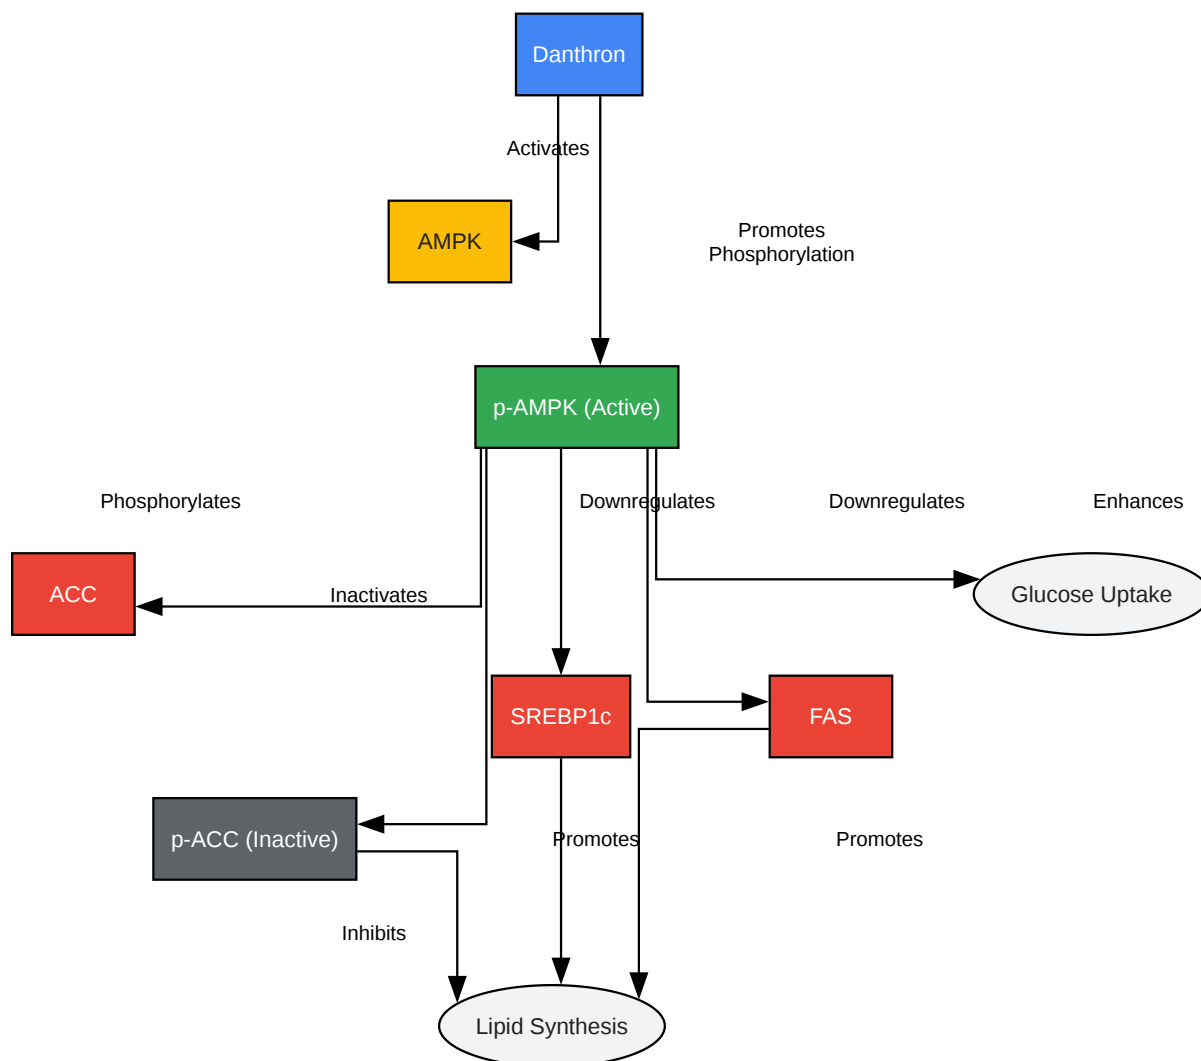 Danthron
Activates
AMPK
Promotes
Phosphorylation
p-AMPK (Active)
Phosphorylates
Downregulates
Downregulates
Enhances
ACC
Inactivates
Glucose Uptake
SREBP1c
FAS
p-ACC (Inactive)
Promotes
Promotes
Inhibits
Lipid Synthesis